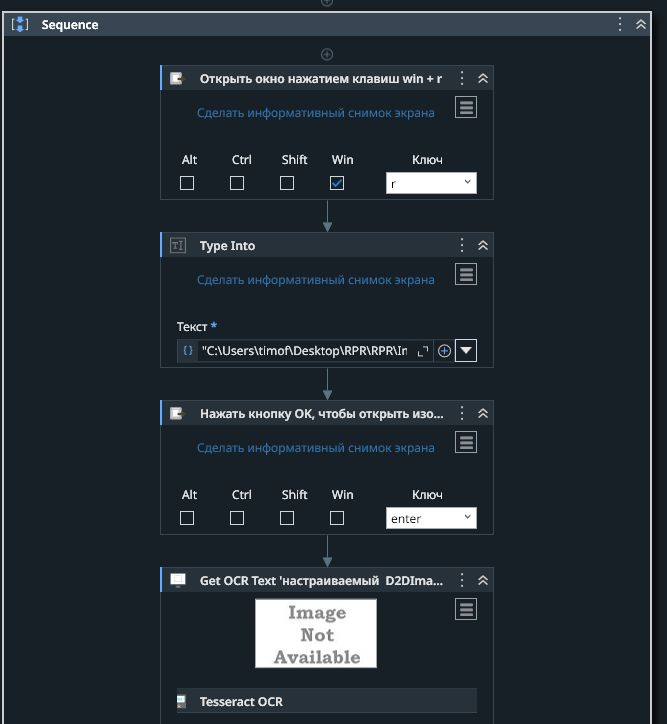 Sequence
Открыть окно нажатием клавиш win + r
Сделать информативный снимок экрана
Alt Ctrl Shift Win Ключ
r
Type Into
Сделать информативный снимок экрана
Текст *
"C:\Users\timof\Desktop\RPR\RPR\In
Нажать кнопку ОК, чтобы открыть изо...
Сделать информативный снимок экрана
Alt Ctrl Shift Win Ключ
enter
Get OCR Text 'настраиваемый D2DIma...
Image
Not
Available
Tesseract OCR